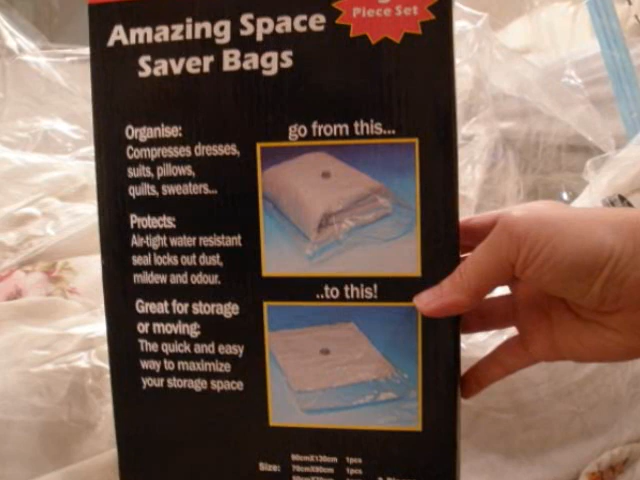 Piece Set
Amazing Space
Saver Bags
Organise:
Compresses dresses,
suits, pillows,
quilts, sweaters...
Protects:
Air-tight water resistant
seal locks out dust,
mildew and odour.
Great for storage
or moving:
The quick and easy
way to maximize
your storage space
go from this...
..to this!
90cmX130cm 1pcs
Size: 70cmX90cm 1pcs